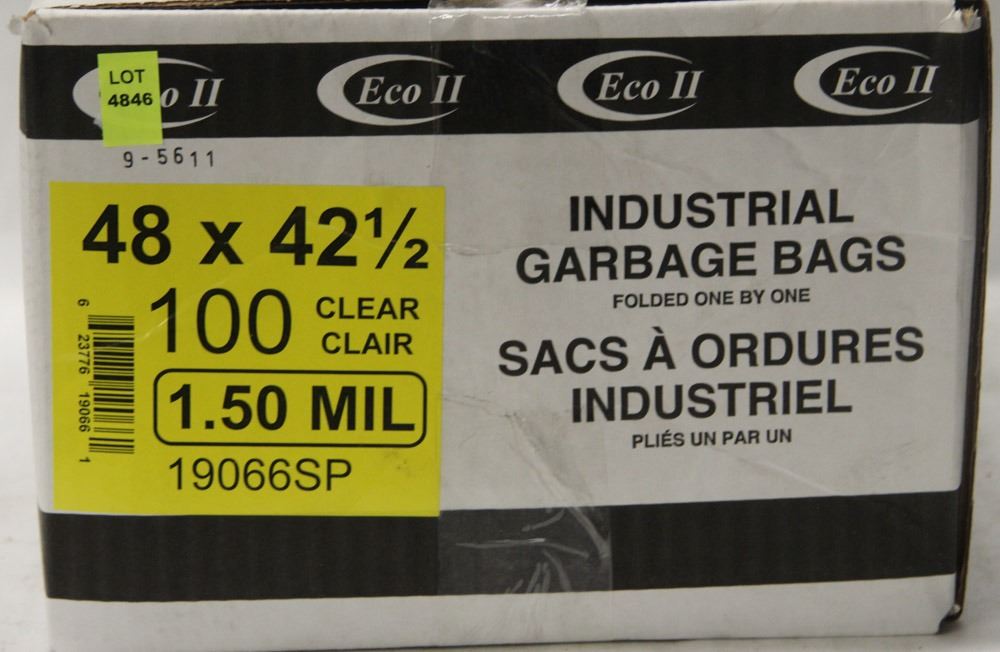 LOT
4846
o II
Eco II
Eco II
Eco II
9-5611
48 x 42½
100
CLEAR
CLAIR
1.50 MIL
19066SP
6 23776 19066 1
INDUSTRIAL
GARBAGE BAGS
FOLDED ONE BY ONE
SACS À ORDURES
INDUSTRIEL
PLIÉS UN PAR UN